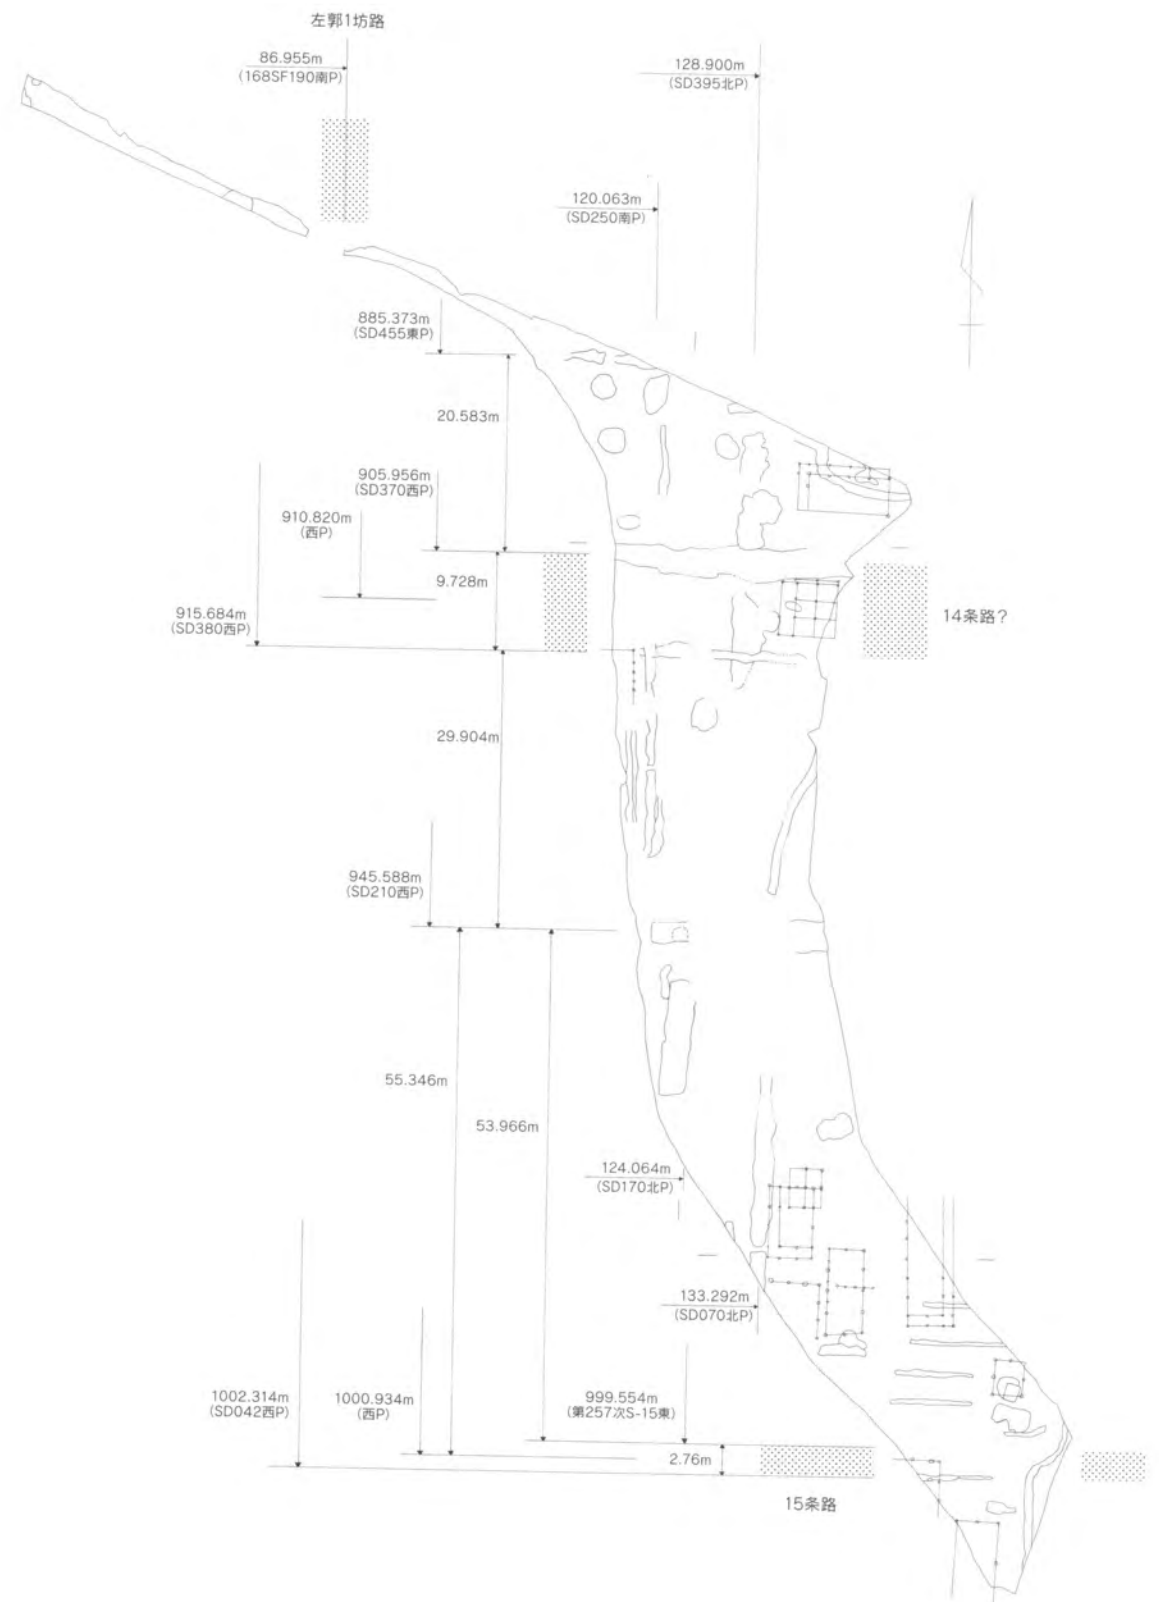 左郭1坊路
86.955m
(168SF190南P)
128.900m
(SD395北P)
120.063m
(SD250南P)
885.373m
(SD455東P)
20.583m
905.956m
(SD370西P)
910.820m
(西P)
9.728m
915.684m
(SD380西P)
14条路?
29.904m
945.588m
(SD210西P)
55.346m
53.966m
124.064m
(SD170北P)
133.292m
(SD070北P)
1002.314m
(SD042西P)
1000.934m
(西P)
999.554m
(第257次S-15東)
2.76m
15条路